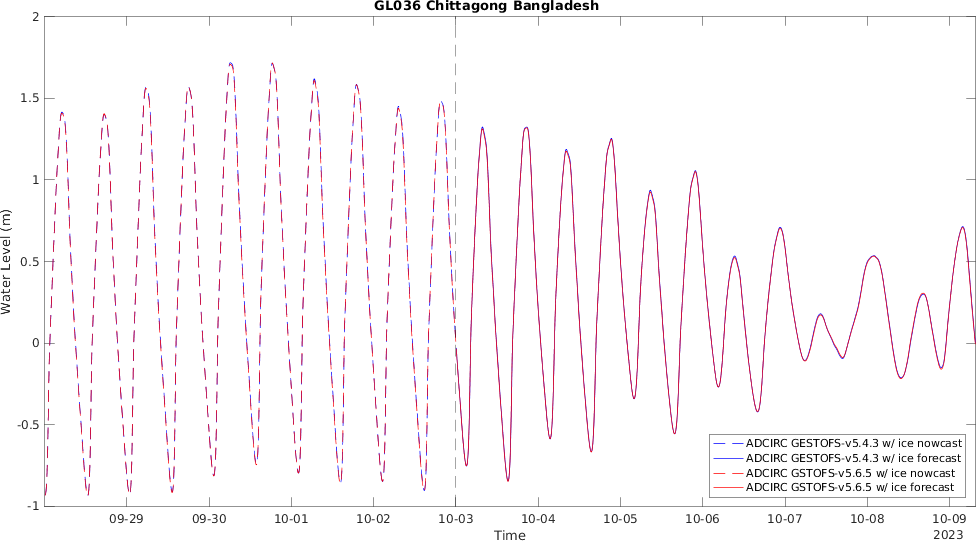 GL036 Chittagong Bangladesh
2
1.5
1
0.5
0
-0.5
-1
Water Level (m)
ADCIRC GESTOFS-v5.4.3 w/ ice nowcast
ADCIRC GESTOFS-v5.4.3 w/ ice forecast
ADCIRC GSTOFS-v5.6.5 w/ ice nowcast
ADCIRC GSTOFS-v5.6.5 w/ ice forecast
09-29 09-30 10-01 10-02 10-03 10-04 10-05 10-06 10-07 10-08 10-09
2023
Time